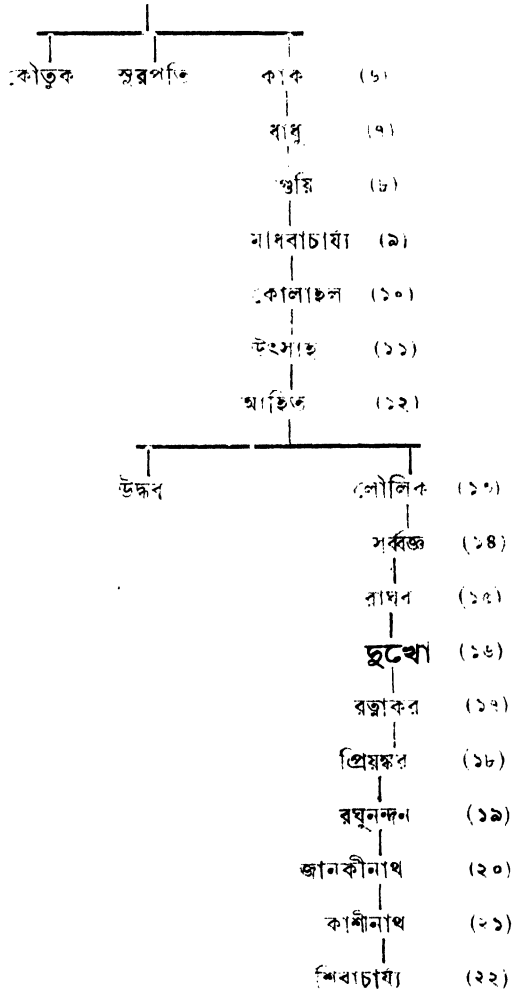 কৌতুক সুরপতি কাক (৬)
ধাধু (৭)
গুয়ি (৮)
মাধবাচার্য্য (৯)
কোলাহল (১০)
উৎসাহ (১১)
আহিত (১২)
উদ্ধব লৌলিক (১৩)
সর্ব্বজ্ঞ (১৪)
রাঘব (১৫)
দুখো (১৬)
রত্নাকর (১৭)
প্রিয়ঙ্কর (১৮)
রঘুনন্দন (১৯)
জানকীনাথ (২০)
কাশীনাথ (২১)
শিবাচার্য্য (২২)